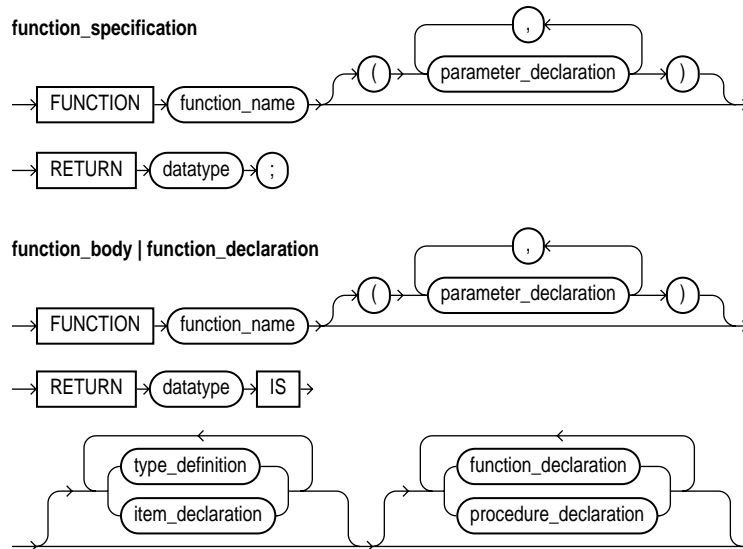 function_specification
,
( parameter_declaration )
FUNCTION function_name
RETURN datatype ;
function_body | function_declaration
,
( parameter_declaration )
FUNCTION function_name
RETURN datatype IS
type_definition function_declaration
item_declaration procedure_declaration